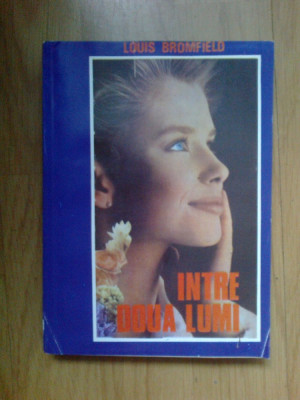 LOUIS BROMFIELD
INTRE
DOUA LUMI